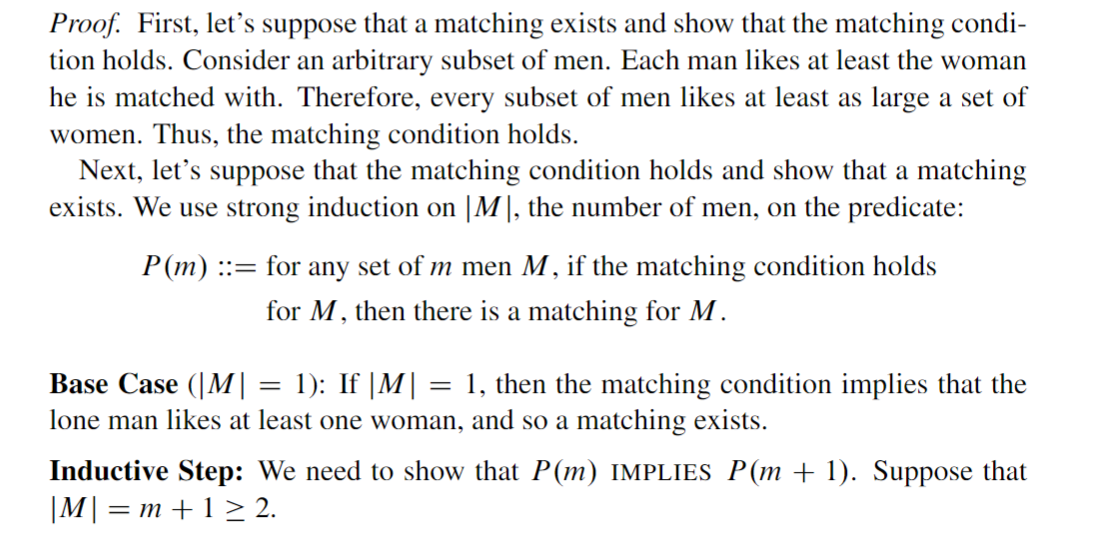 Proof. First, let’s suppose that a matching exists and show that the matching condi-
tion holds. Consider an arbitrary subset of men. Each man likes at least the woman
he is matched with. Therefore, every subset of men likes at least as large a set of
women. Thus, the matching condition holds.
Next, let’s suppose that the matching condition holds and show that a matching
exists. We use strong induction on |M|, the number of men, on the predicate:
P(m) ::= for any set of m men M, if the matching condition holds
for M, then there is a matching for M.
Base Case (|M| = 1): If |M| = 1, then the matching condition implies that the
lone man likes at least one woman, and so a matching exists.
Inductive Step: We need to show that P(m) IMPLIES P(m + 1). Suppose that
|M| = m + 1 ≥ 2.